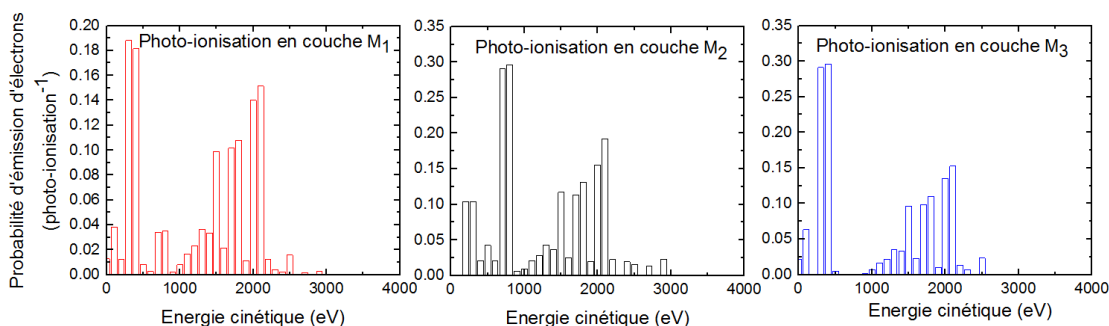 Probabilité d'émission d'électrons
(photo-ionisation⁻¹)
0.20
0.18
0.16
0.14
0.12
0.10
0.08
0.06
0.04
0.02
0.00
Photo-ionisation en couche M₁
0 1000 2000 3000 4000
Energie cinétique (eV)
0.35
0.30
0.25
0.20
0.15
0.10
0.05
0.00
Photo-ionisation en couche M₂
0 1000 2000 3000 4000
Energie cinétique (eV)
0.35
0.30
0.25
0.20
0.15
0.10
0.05
0.00
Photo-ionisation en couche M₃
0 1000 2000 3000 4000
Energie cinétique (eV)